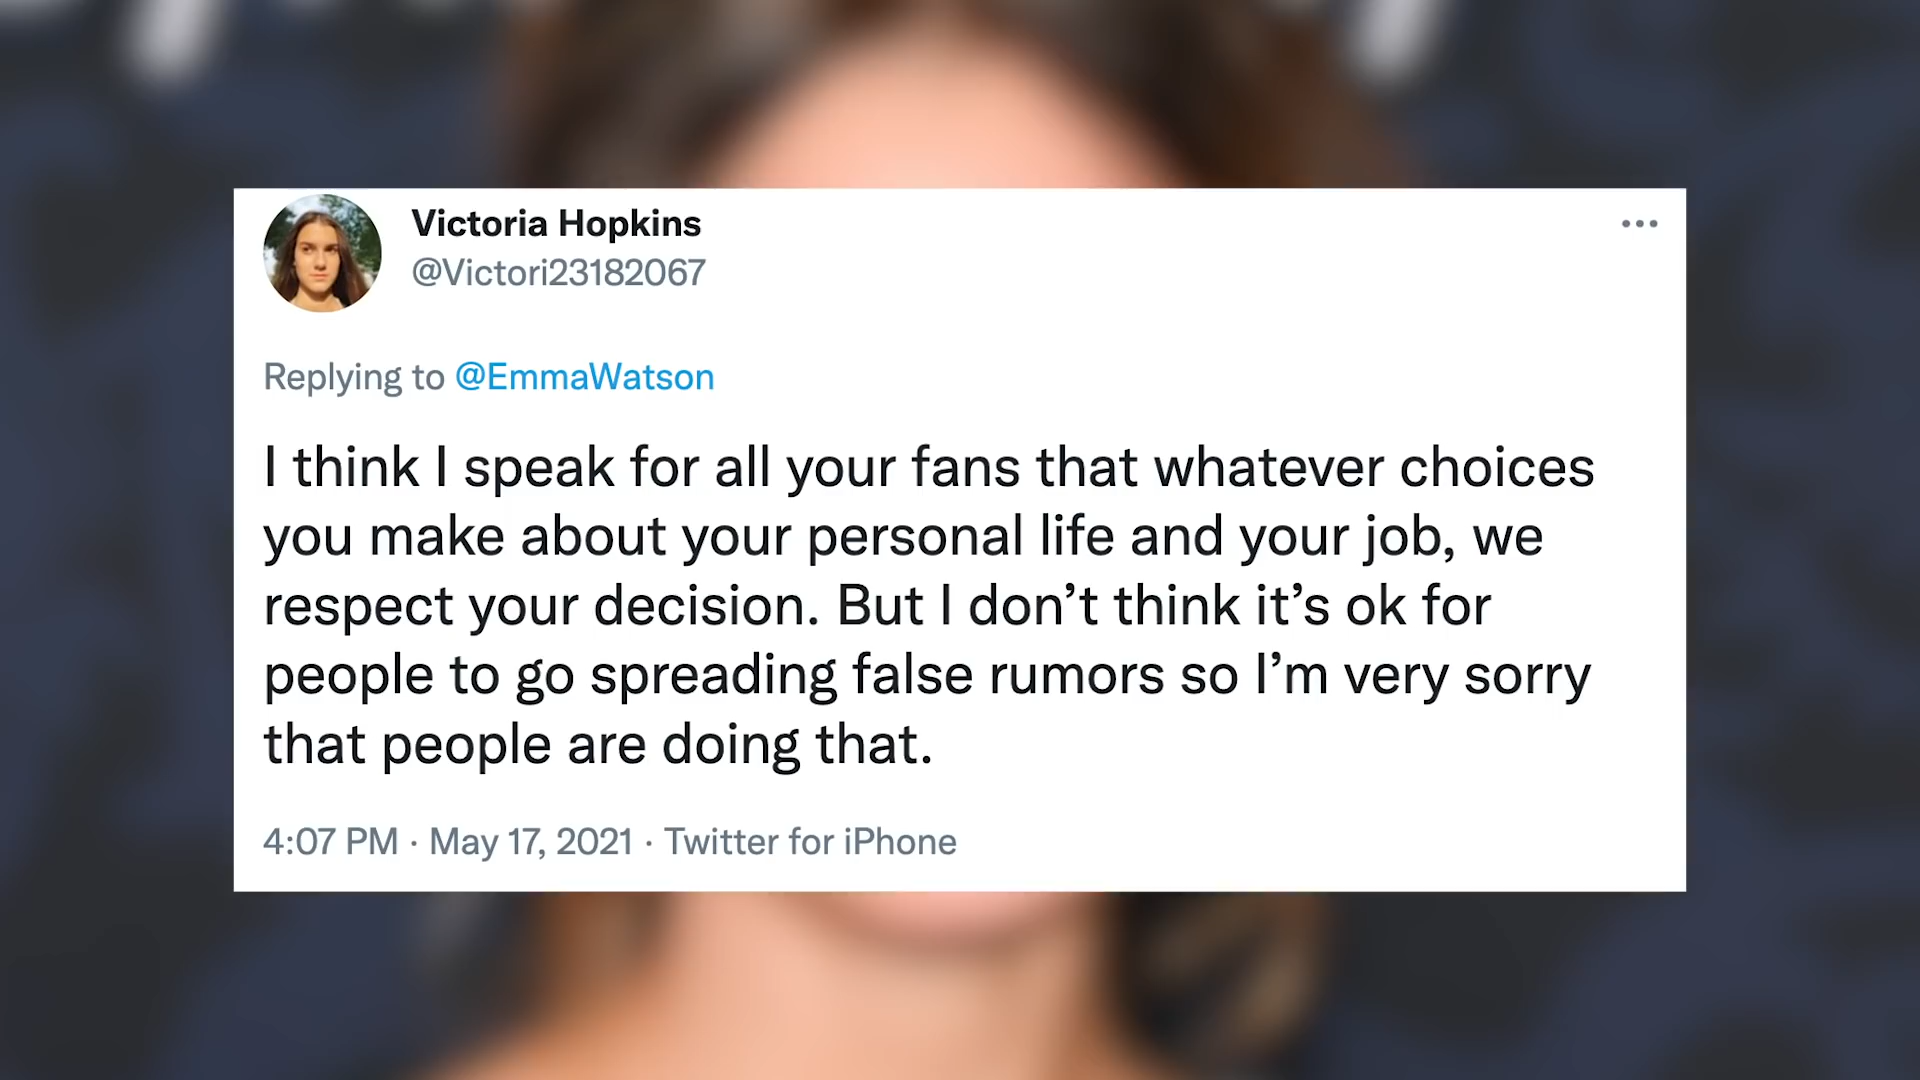 Victoria Hopkins
@Victori23182067
Replying to @EmmaWatson
I think I speak for all your fans that whatever choices
you make about your personal life and your job, we
respect your decision. But I don’t think it’s ok for
people to go spreading false rumors so I’m very sorry
that people are doing that.
4:07 PM · May 17, 2021 · Twitter for iPhone